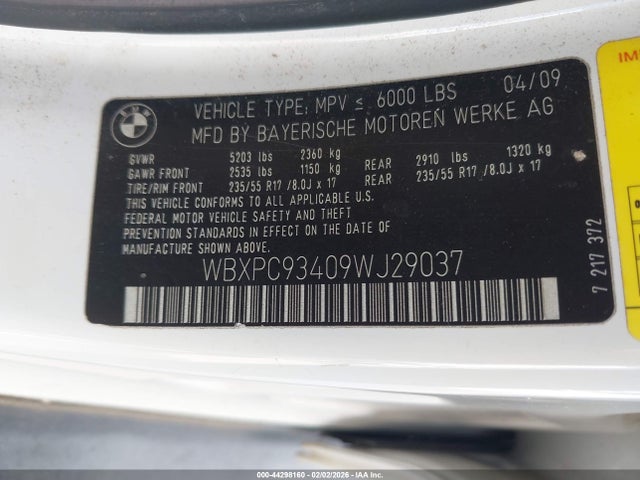 BMW
VEHICLE TYPE; MPV ≤ 6000 LBS 04/09
MFD BY BAYERISCHE MOTOREN WERKE AG
GVWR 5203 lbs 2360 kg
GAWR FRONT 2535 lbs 1150 kg REAR 2910 lbs 1320 kg
TIRE/RIM FRONT 235/55 R17 /8.0J x 17 REAR 235/55 R17 /8.0J x 17
THIS VEHICLE CONFORMS TO ALL APPLICABLE U.S.
FEDERAL MOTOR VEHICLE SAFETY AND THEFT
PREVENTION STANDARDS IN EFFECT ON THE DATE OF
MANUFACTURE SHOWN ABOVE.
WBXPC93409WJ29037
7 217 372
000-44298160 - 02/02/2026 - IAA Holdings, LLC